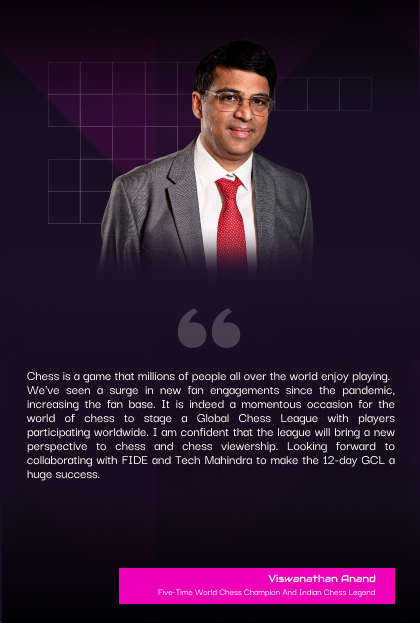 Chess is a game that millions of people all over the world enjoy playing.
We've seen a surge in new fan engagements since the pandemic,
increasing the fan base. It is indeed a momentous occasion for the
world of chess to stage a Global Chess League with players
participating worldwide. I am confident that the league will bring a new
perspective to chess and chess viewership. Looking forward to
collaborating with FIDE and Tech Mahindra to make the 12-day GCL a
huge success.
Viswanathan Anand
Five-Time World Chess Champion And Indian Chess Legend